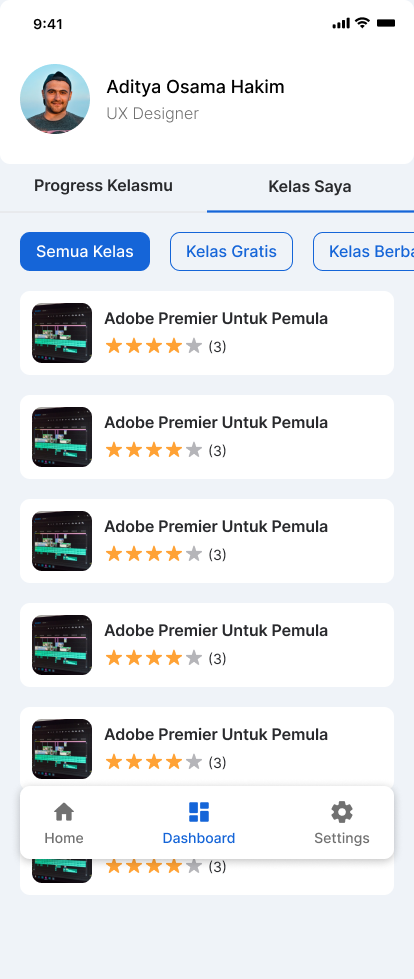 9:41
Aditya Osama Hakim
UX Designer
Progress Kelasmu
Kelas Saya
Semua Kelas
Kelas Gratis
Kelas Berba
Adobe Premier Untuk Pemula
(3)
Adobe Premier Untuk Pemula
(3)
Adobe Premier Untuk Pemula
(3)
Adobe Premier Untuk Pemula
(3)
Adobe Premier Untuk Pemula
(3)
Home
Dashboard
Settings
(3)